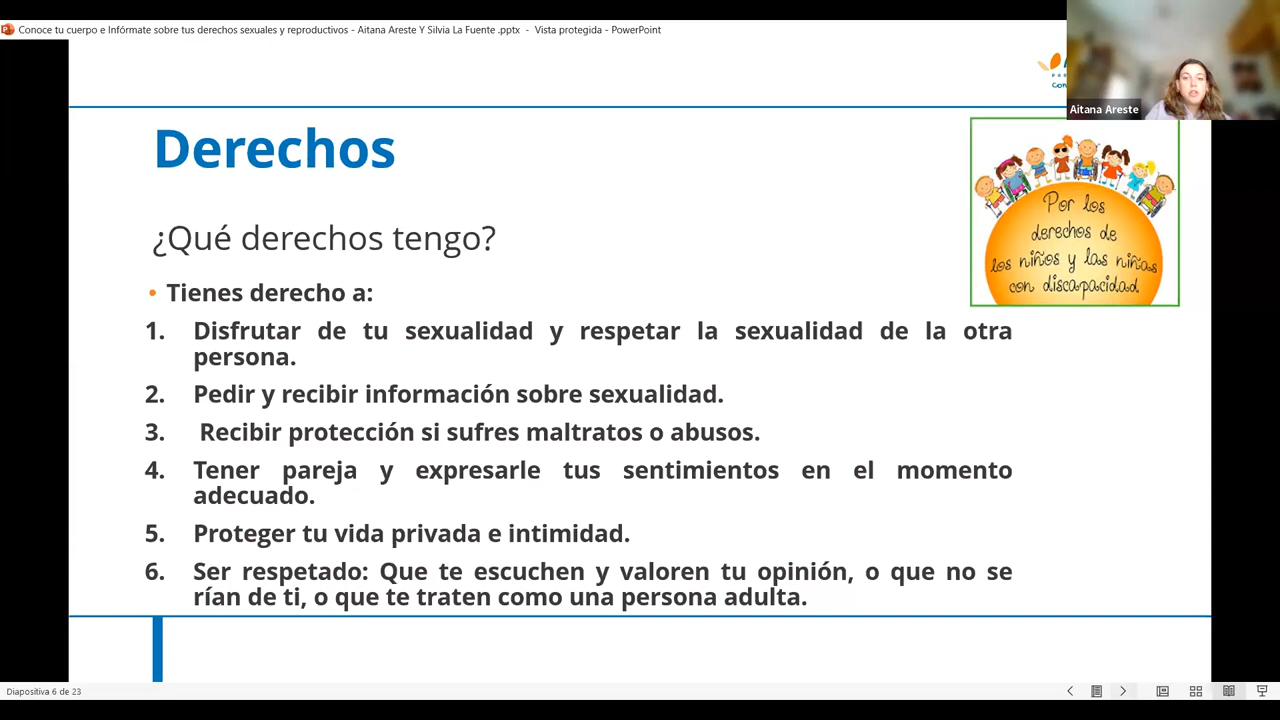 Conoce tu cuerpo e Infórmate sobre tus derechos sexuales y reproductivos - Aitana Areste Y Silvia La Fuente .pptx - Vista protegida - PowerPoint
Aitana Areste
Derechos
Por los
derechos de
los niños y las niñas
con discapacidad.
¿Qué derechos tengo?
• Tienes derecho a:
1. Disfrutar de tu sexualidad y respetar la sexualidad de la otra
persona.
2. Pedir y recibir información sobre sexualidad.
3. Recibir protección si sufres maltratos o abusos.
4. Tener pareja y expresarle tus sentimientos en el momento
adecuado.
5. Proteger tu vida privada e intimidad.
6. Ser respetado: Que te escuchen y valoren tu opinión, o que no se
rían de ti, o que te traten como una persona adulta.
Diapositiva 6 de 23